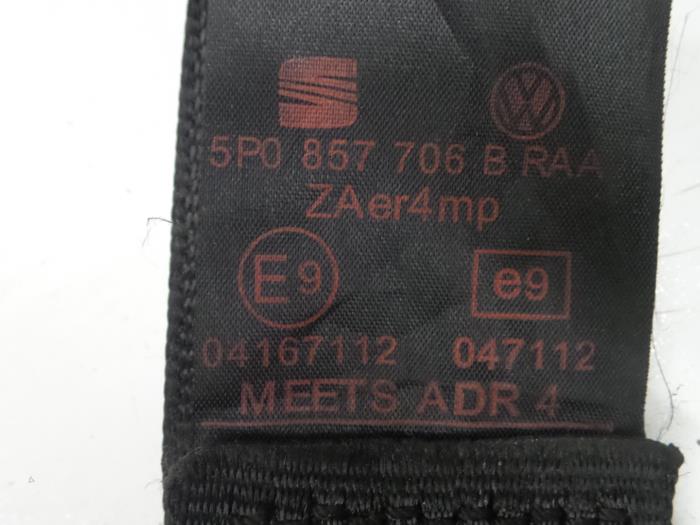 5P0 857 706 B RAA
ZAer4mp
E9 e9
04167112 047112
MEETS ADR 4